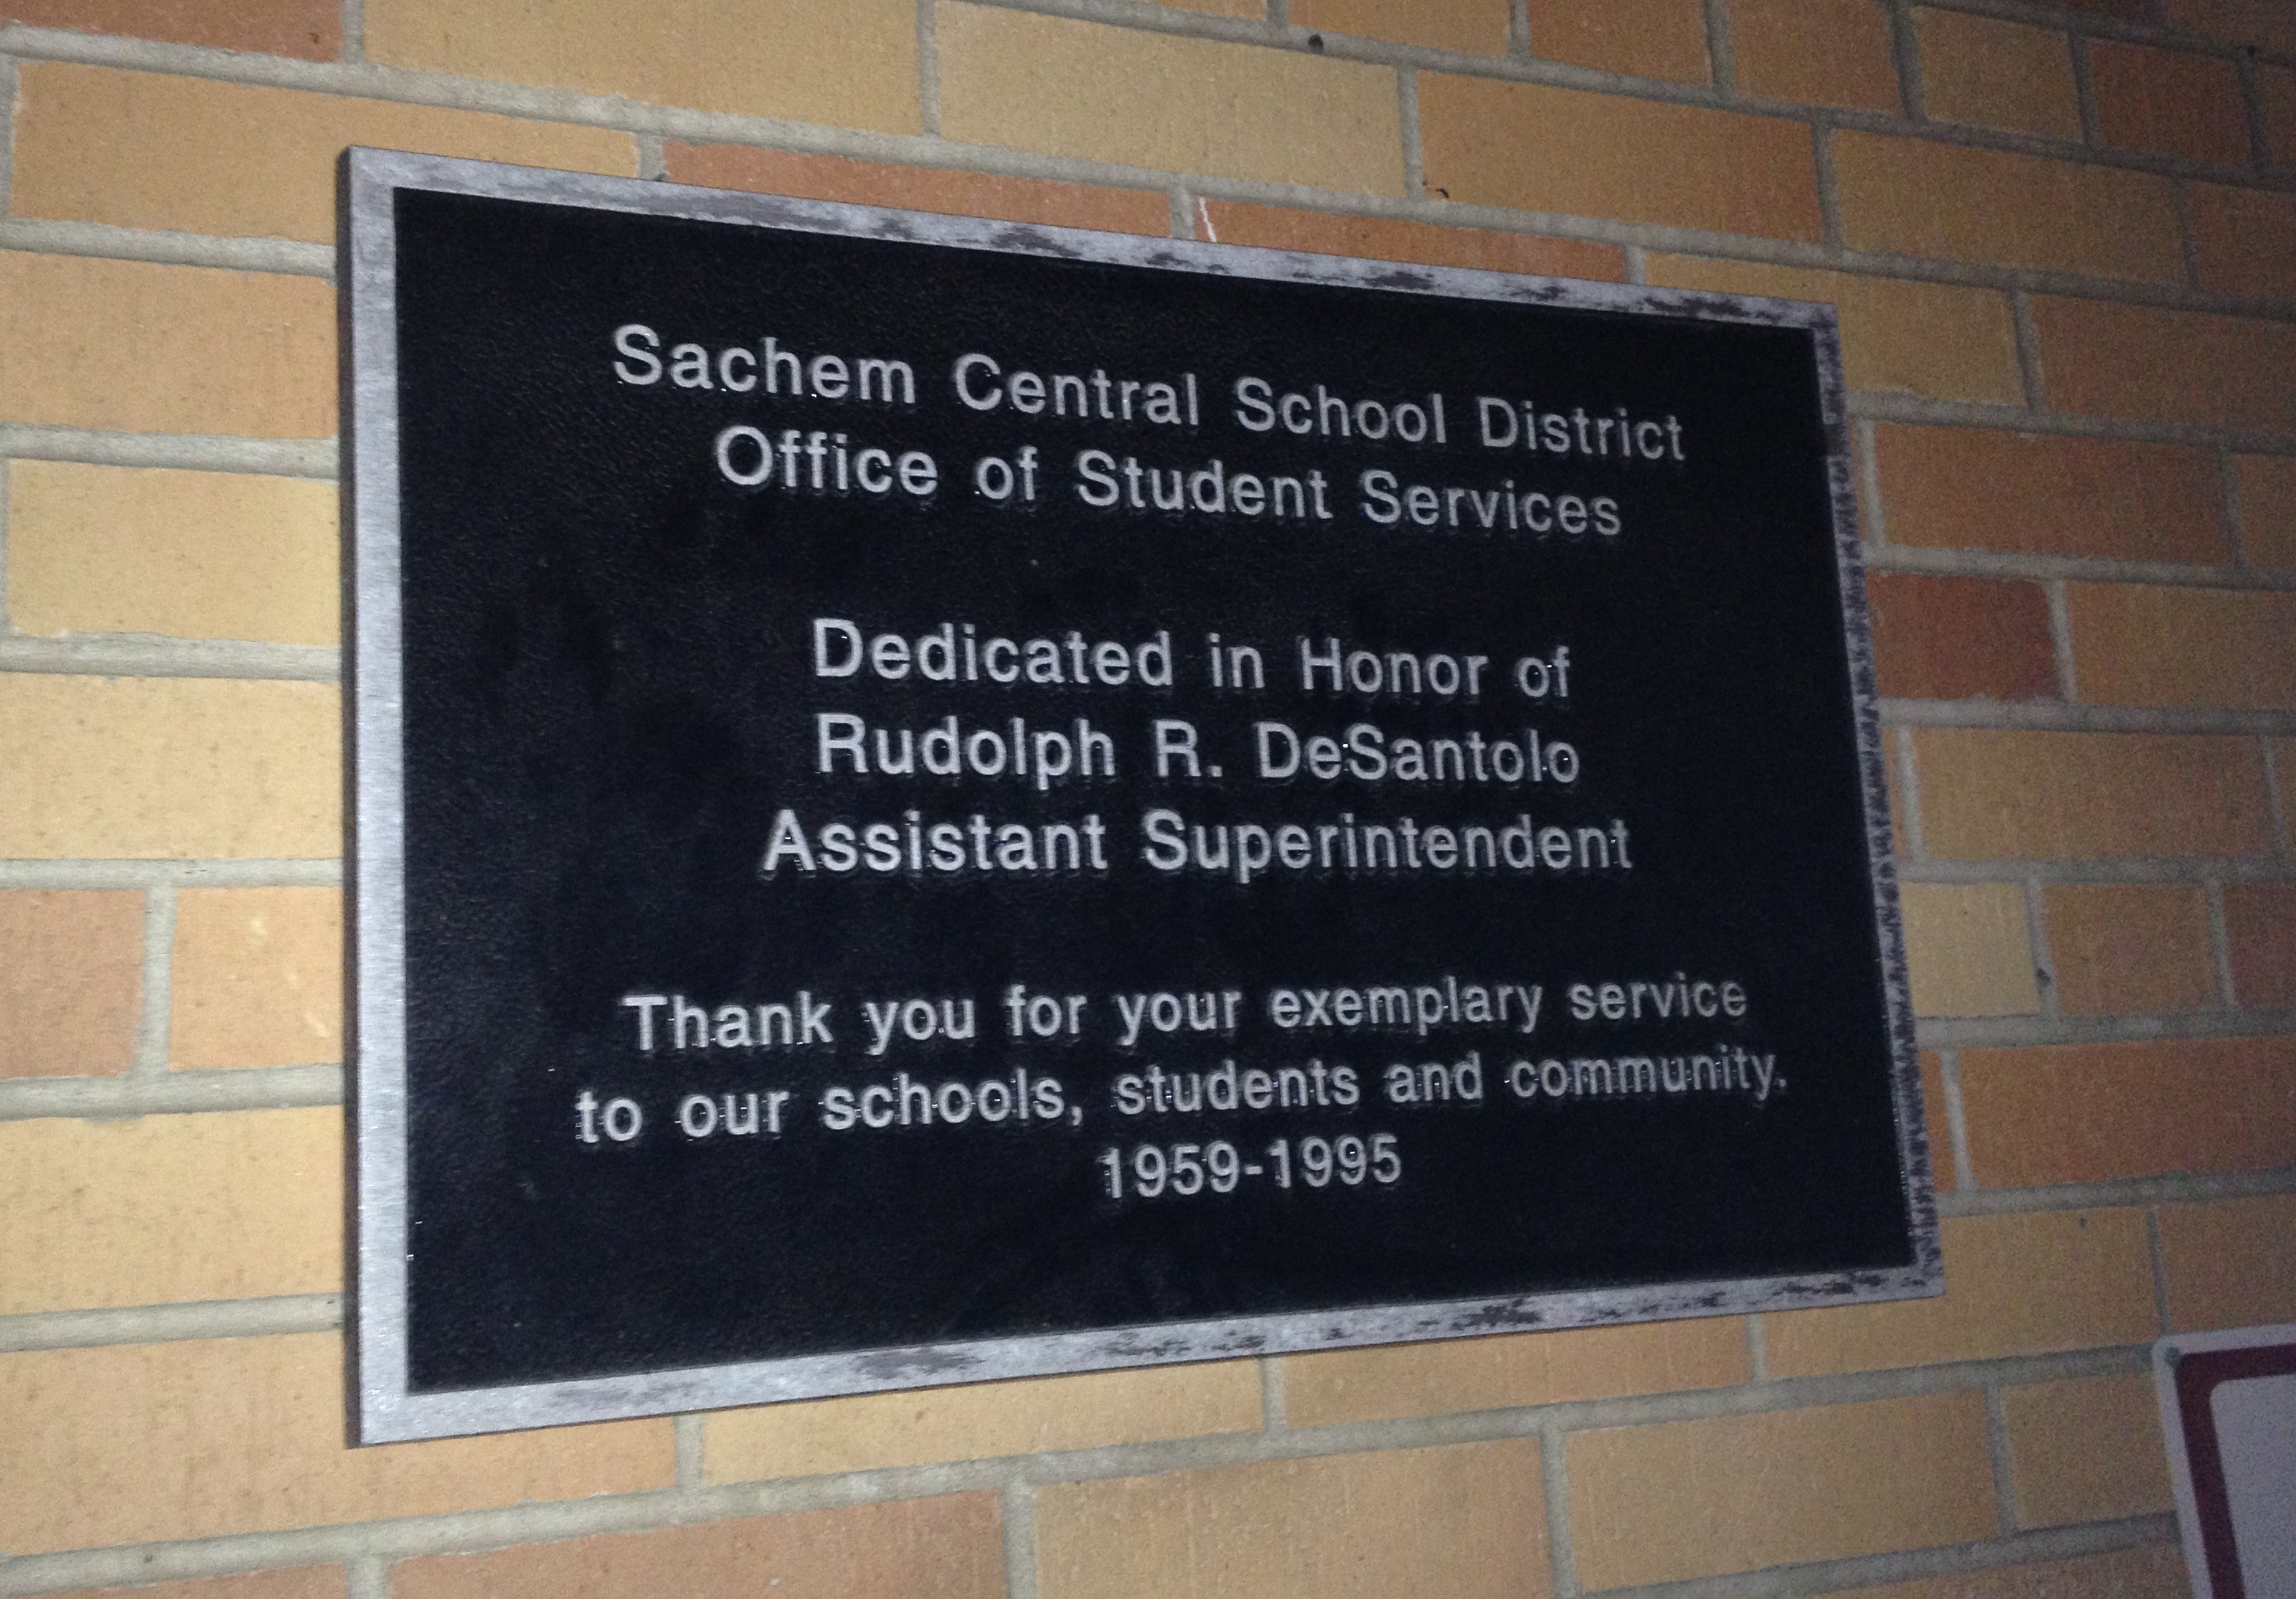 Sachem Central School District
Office of Student Services
Dedicated in Honor of
Rudolph R. DeSantolo
Assistant Superintendent
Thank you for your exemplary service
to our schools, students and community.
1959-1995